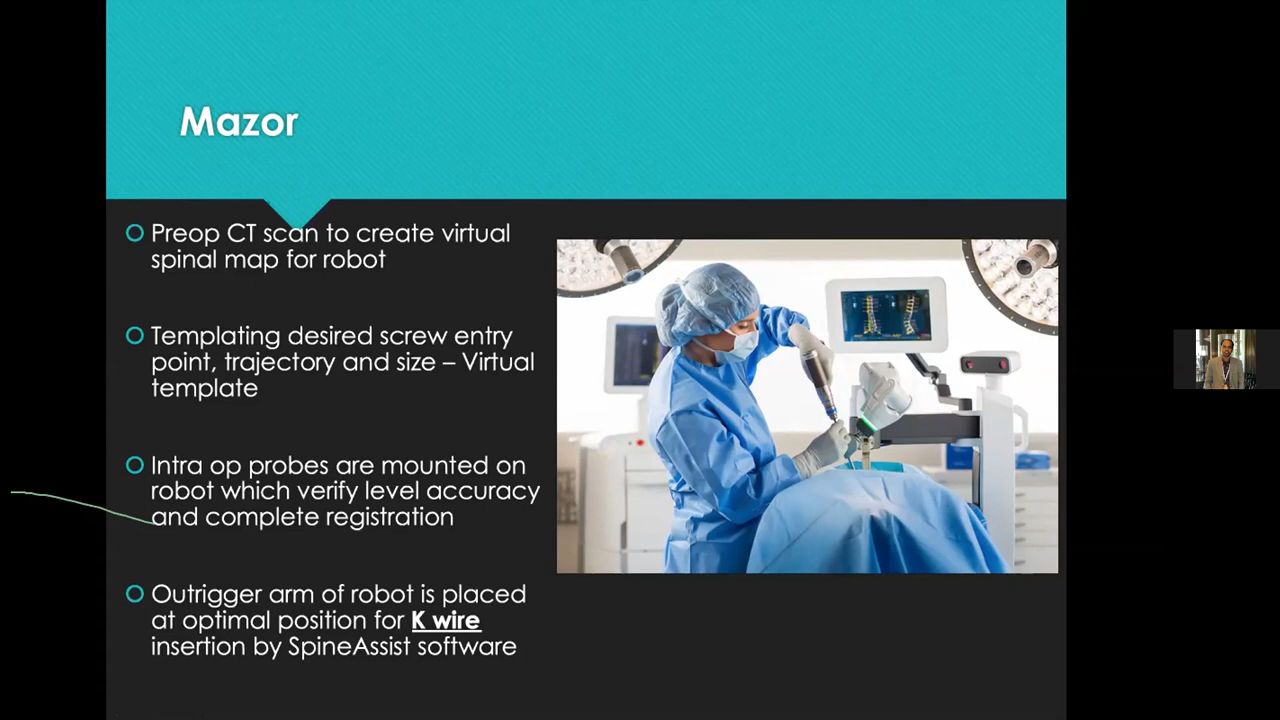 Mazor
Preop CT scan to create virtual
spinal map for robot
Templating desired screw entry
point, trajectory and size – Virtual
template
Intra op probes are mounted on
robot which verify level accuracy
and complete registration
Outrigger arm of robot is placed
at optimal position for K wire
insertion by SpineAssist software